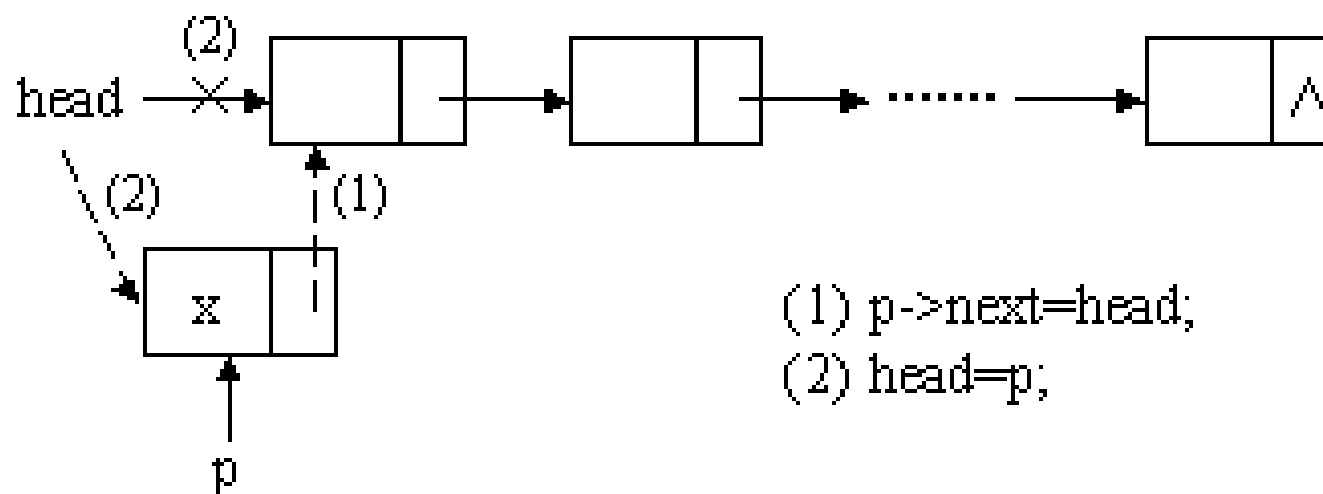 (2)
head
∧
(2)
(1)
x
(1) p->next=head;
(2) head=p;
p